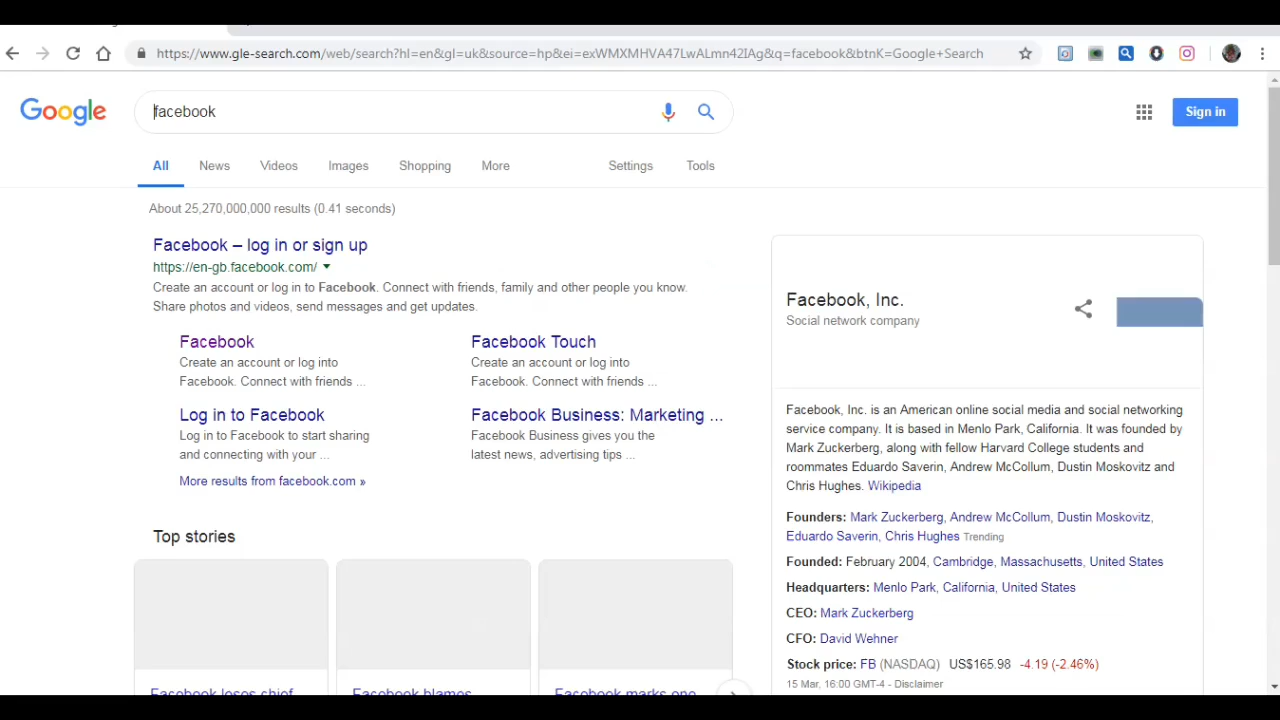 https://www.gle-search.com/web/search?hl=en&gl=uk&source=hp&ei=exWMXMHVA47LwALmn42IAg&q=facebook&btnK=Google+Search
Google
facebook
Sign in
All News Videos Images Shopping More Settings Tools
About 25,270,000,000 results (0.41 seconds)
Facebook – log in or sign up
https://en-gb.facebook.com/
Create an account or log in to Facebook. Connect with friends, family and other people you know.
Share photos and videos, send messages and get updates.
Facebook
Create an account or log into
Facebook. Connect with friends ...
Facebook Touch
Create an account or log into
Facebook. Connect with friends ...
Log in to Facebook
Log in to Facebook to start sharing
and connecting with your ...
Facebook Business: Marketing ...
Facebook Business gives you the
latest news, advertising tips ...
More results from facebook.com »
Top stories
Facebook loses chief
Facebook blames
Facebook marks one
Facebook, Inc.
Social network company
Facebook, Inc. is an American online social media and social networking
service company. It is based in Menlo Park, California. It was founded by
Mark Zuckerberg, along with fellow Harvard College students and
roommates Eduardo Saverin, Andrew McCollum, Dustin Moskovitz and
Chris Hughes. Wikipedia
Founders: Mark Zuckerberg, Andrew McCollum, Dustin Moskovitz,
Eduardo Saverin, Chris Hughes Trending
Founded: February 2004, Cambridge, Massachusetts, United States
Headquarters: Menlo Park, California, United States
CEO: Mark Zuckerberg
CFO: David Wehner
Stock price: FB (NASDAQ) US$165.98 -4.19 (-2.46%)
15 Mar, 16:00 GMT-4 - Disclaimer